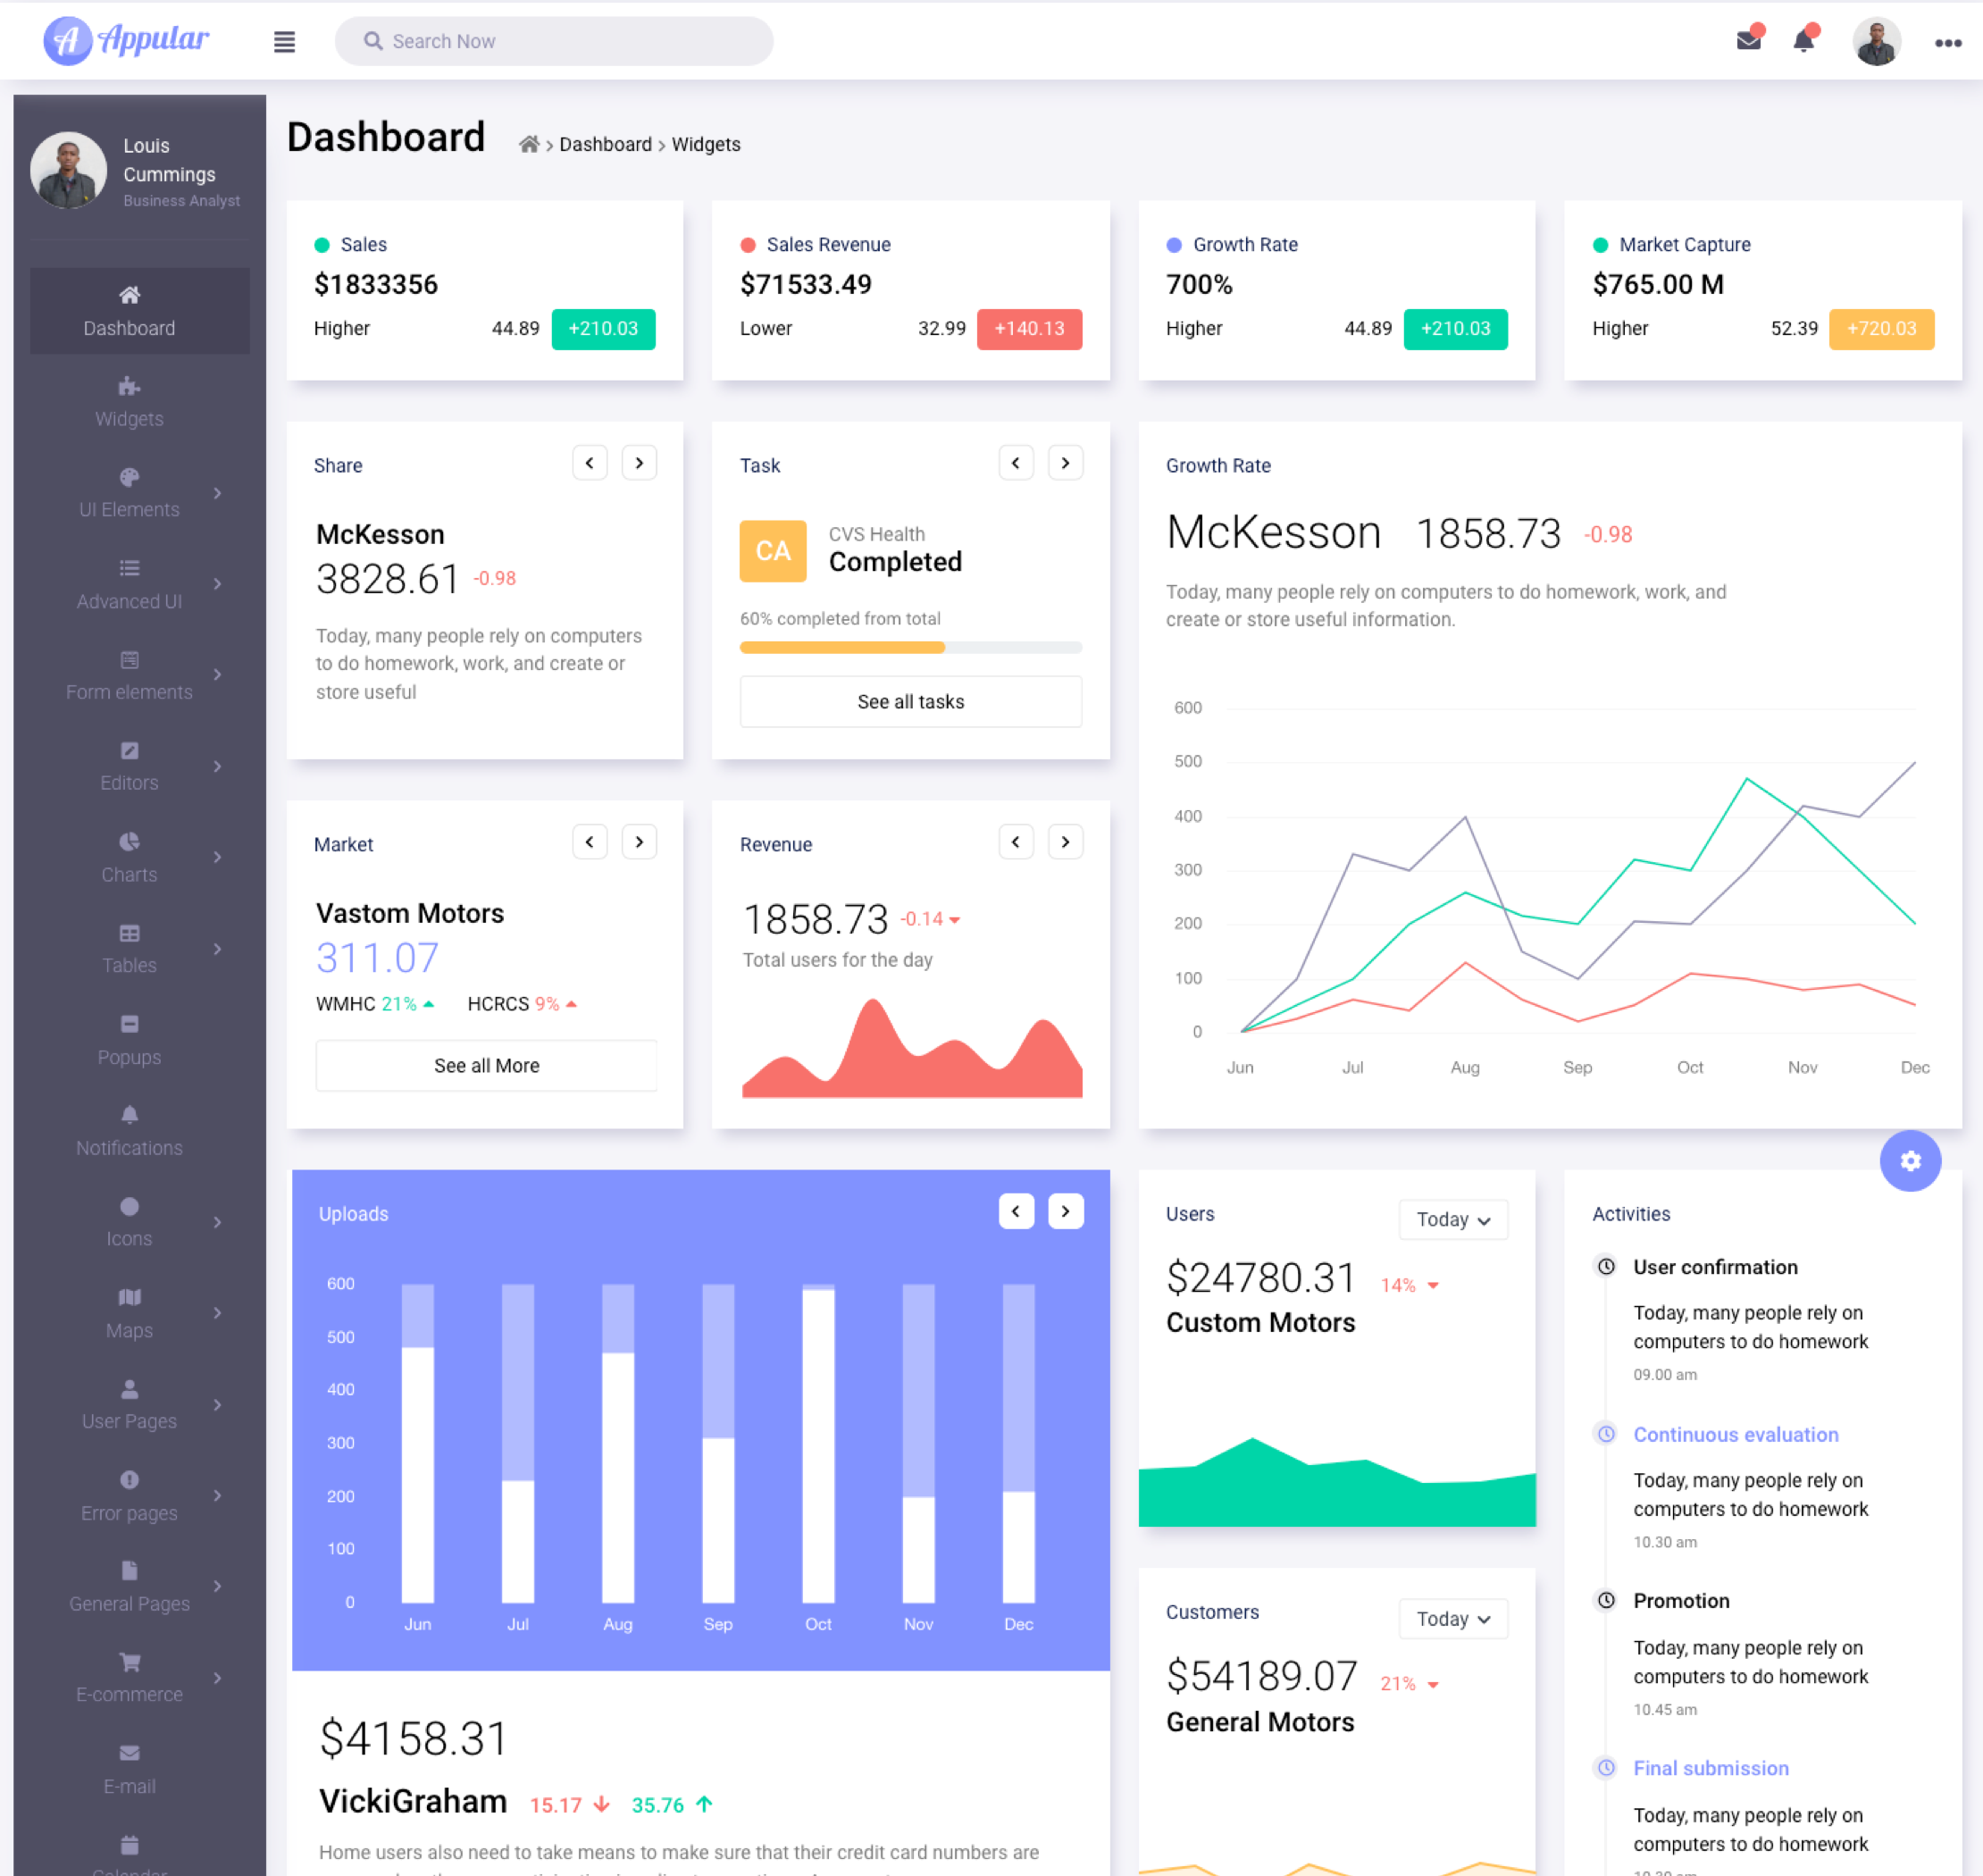 A Appular
Search Now
Louis
Cummings
Business Analyst
Dashboard
Widgets
UI Elements
Advanced UI
Form elements
Editors
Charts
Tables
Popups
Notifications
Icons
Maps
User Pages
Error pages
General Pages
E-commerce
E-mail
Calendar
Dashboard
> Dashboard > Widgets
Sales
$1833356
Higher 44.89 +210.03
Sales Revenue
$71533.49
Lower 32.99 +140.13
Growth Rate
700%
Higher 44.89 +210.03
Market Capture
$765.00 M
Higher 52.39 +720.03
Share
McKesson
3828.61 -0.98
Today, many people rely on computers
to do homework, work, and create or
store useful
Task
CA
CVS Health
Completed
60% completed from total
See all tasks
Growth Rate
McKesson 1858.73 -0.98
Today, many people rely on computers to do homework, work, and
create or store useful information.
600
500
400
300
200
100
0
Jun Jul Aug Sep Oct Nov Dec
Market
Vastom Motors
311.07
WMHC 21% HCRCS 9%
See all More
Revenue
1858.73 -0.14
Total users for the day
Uploads
600
500
400
300
200
100
0
Jun Jul Aug Sep Oct Nov Dec
$4158.31
VickiGraham 15.17 35.76
Home users also need to take means to make sure that their credit card numbers are
Users
Today
$24780.31 14%
Custom Motors
Customers
Today
$54189.07 21%
General Motors
Activities
User confirmation
Today, many people rely on
computers to do homework
09.00 am
Continuous evaluation
Today, many people rely on
computers to do homework
10.30 am
Promotion
Today, many people rely on
computers to do homework
10.45 am
Final submission
Today, many people rely on
computers to do homework